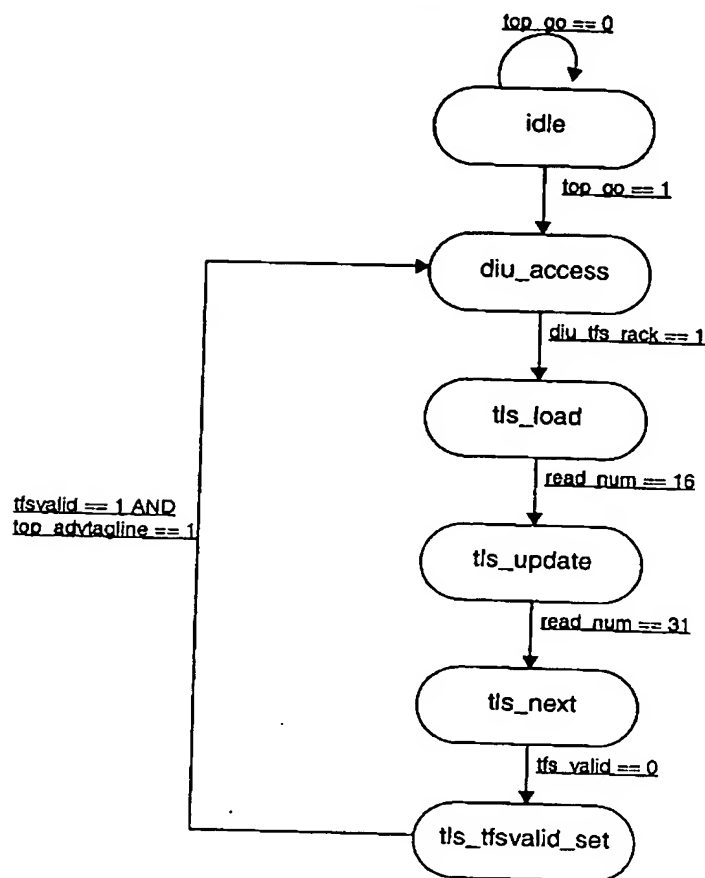 top_go == 0
idle
top_go == 1
diu_access
diu_tfs_rack == 1
tls_load
read_num == 16
tfsvalid == 1 AND
top_advtagline == 1
tls_update
read_num == 31
tls_next
tfs_valid == 0
tls_tfsvalid_set